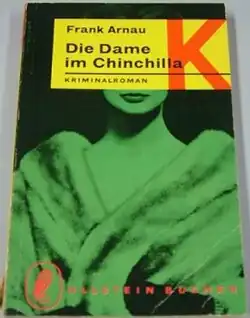 Frank Arnau
Die Dame
im Chinchilla
K
KRIMINALROMAN
ULLSTEIN BÜCHER